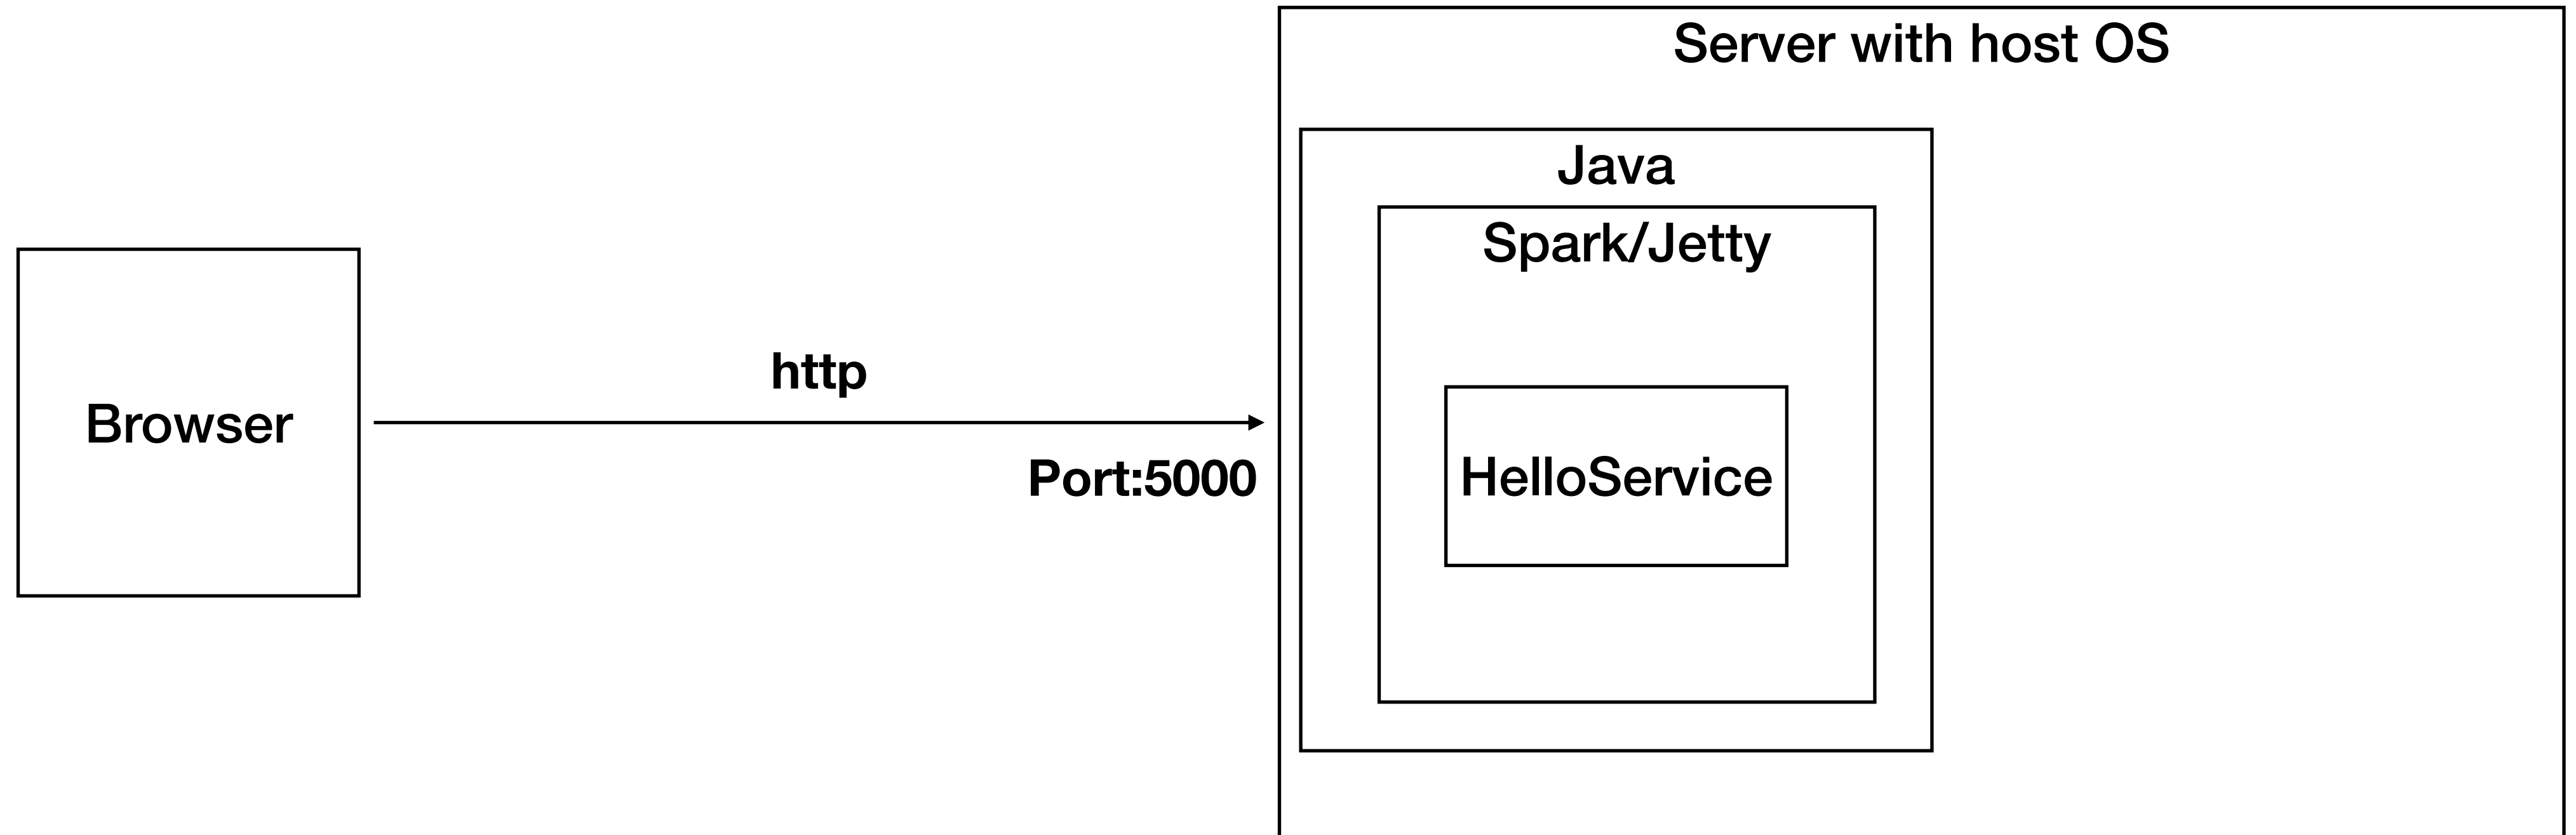 Server with host OS
Java
Spark/Jetty
http
Browser
Port:5000
HelloService